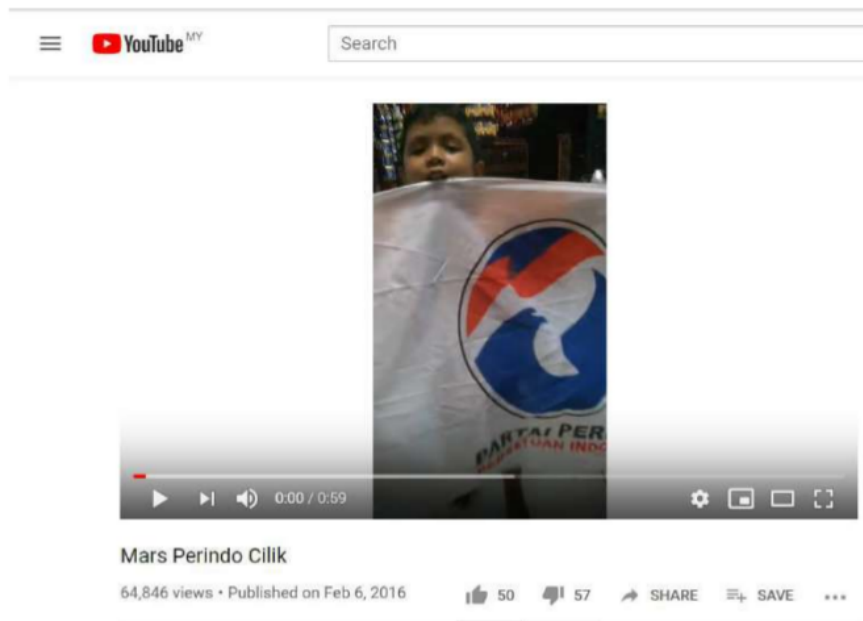 YouTube MY
Search
PARTAI PER
INDO
0:00 / 0:59
Mars Perindo Cilik
64,846 views • Published on Feb 6, 2016
50
57
SHARE
SAVE